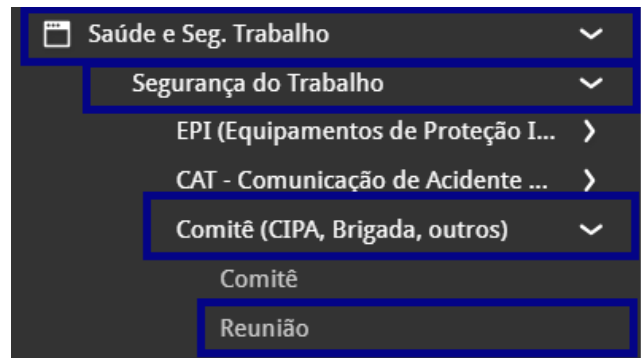 Saúde e Seg. Trabalho
Segurança do Trabalho
EPI (Equipamentos de Proteção I...
CAT - Comunicação de Acidente ...
Comitê (CIPA, Brigada, outros)
Comitê
Reunião